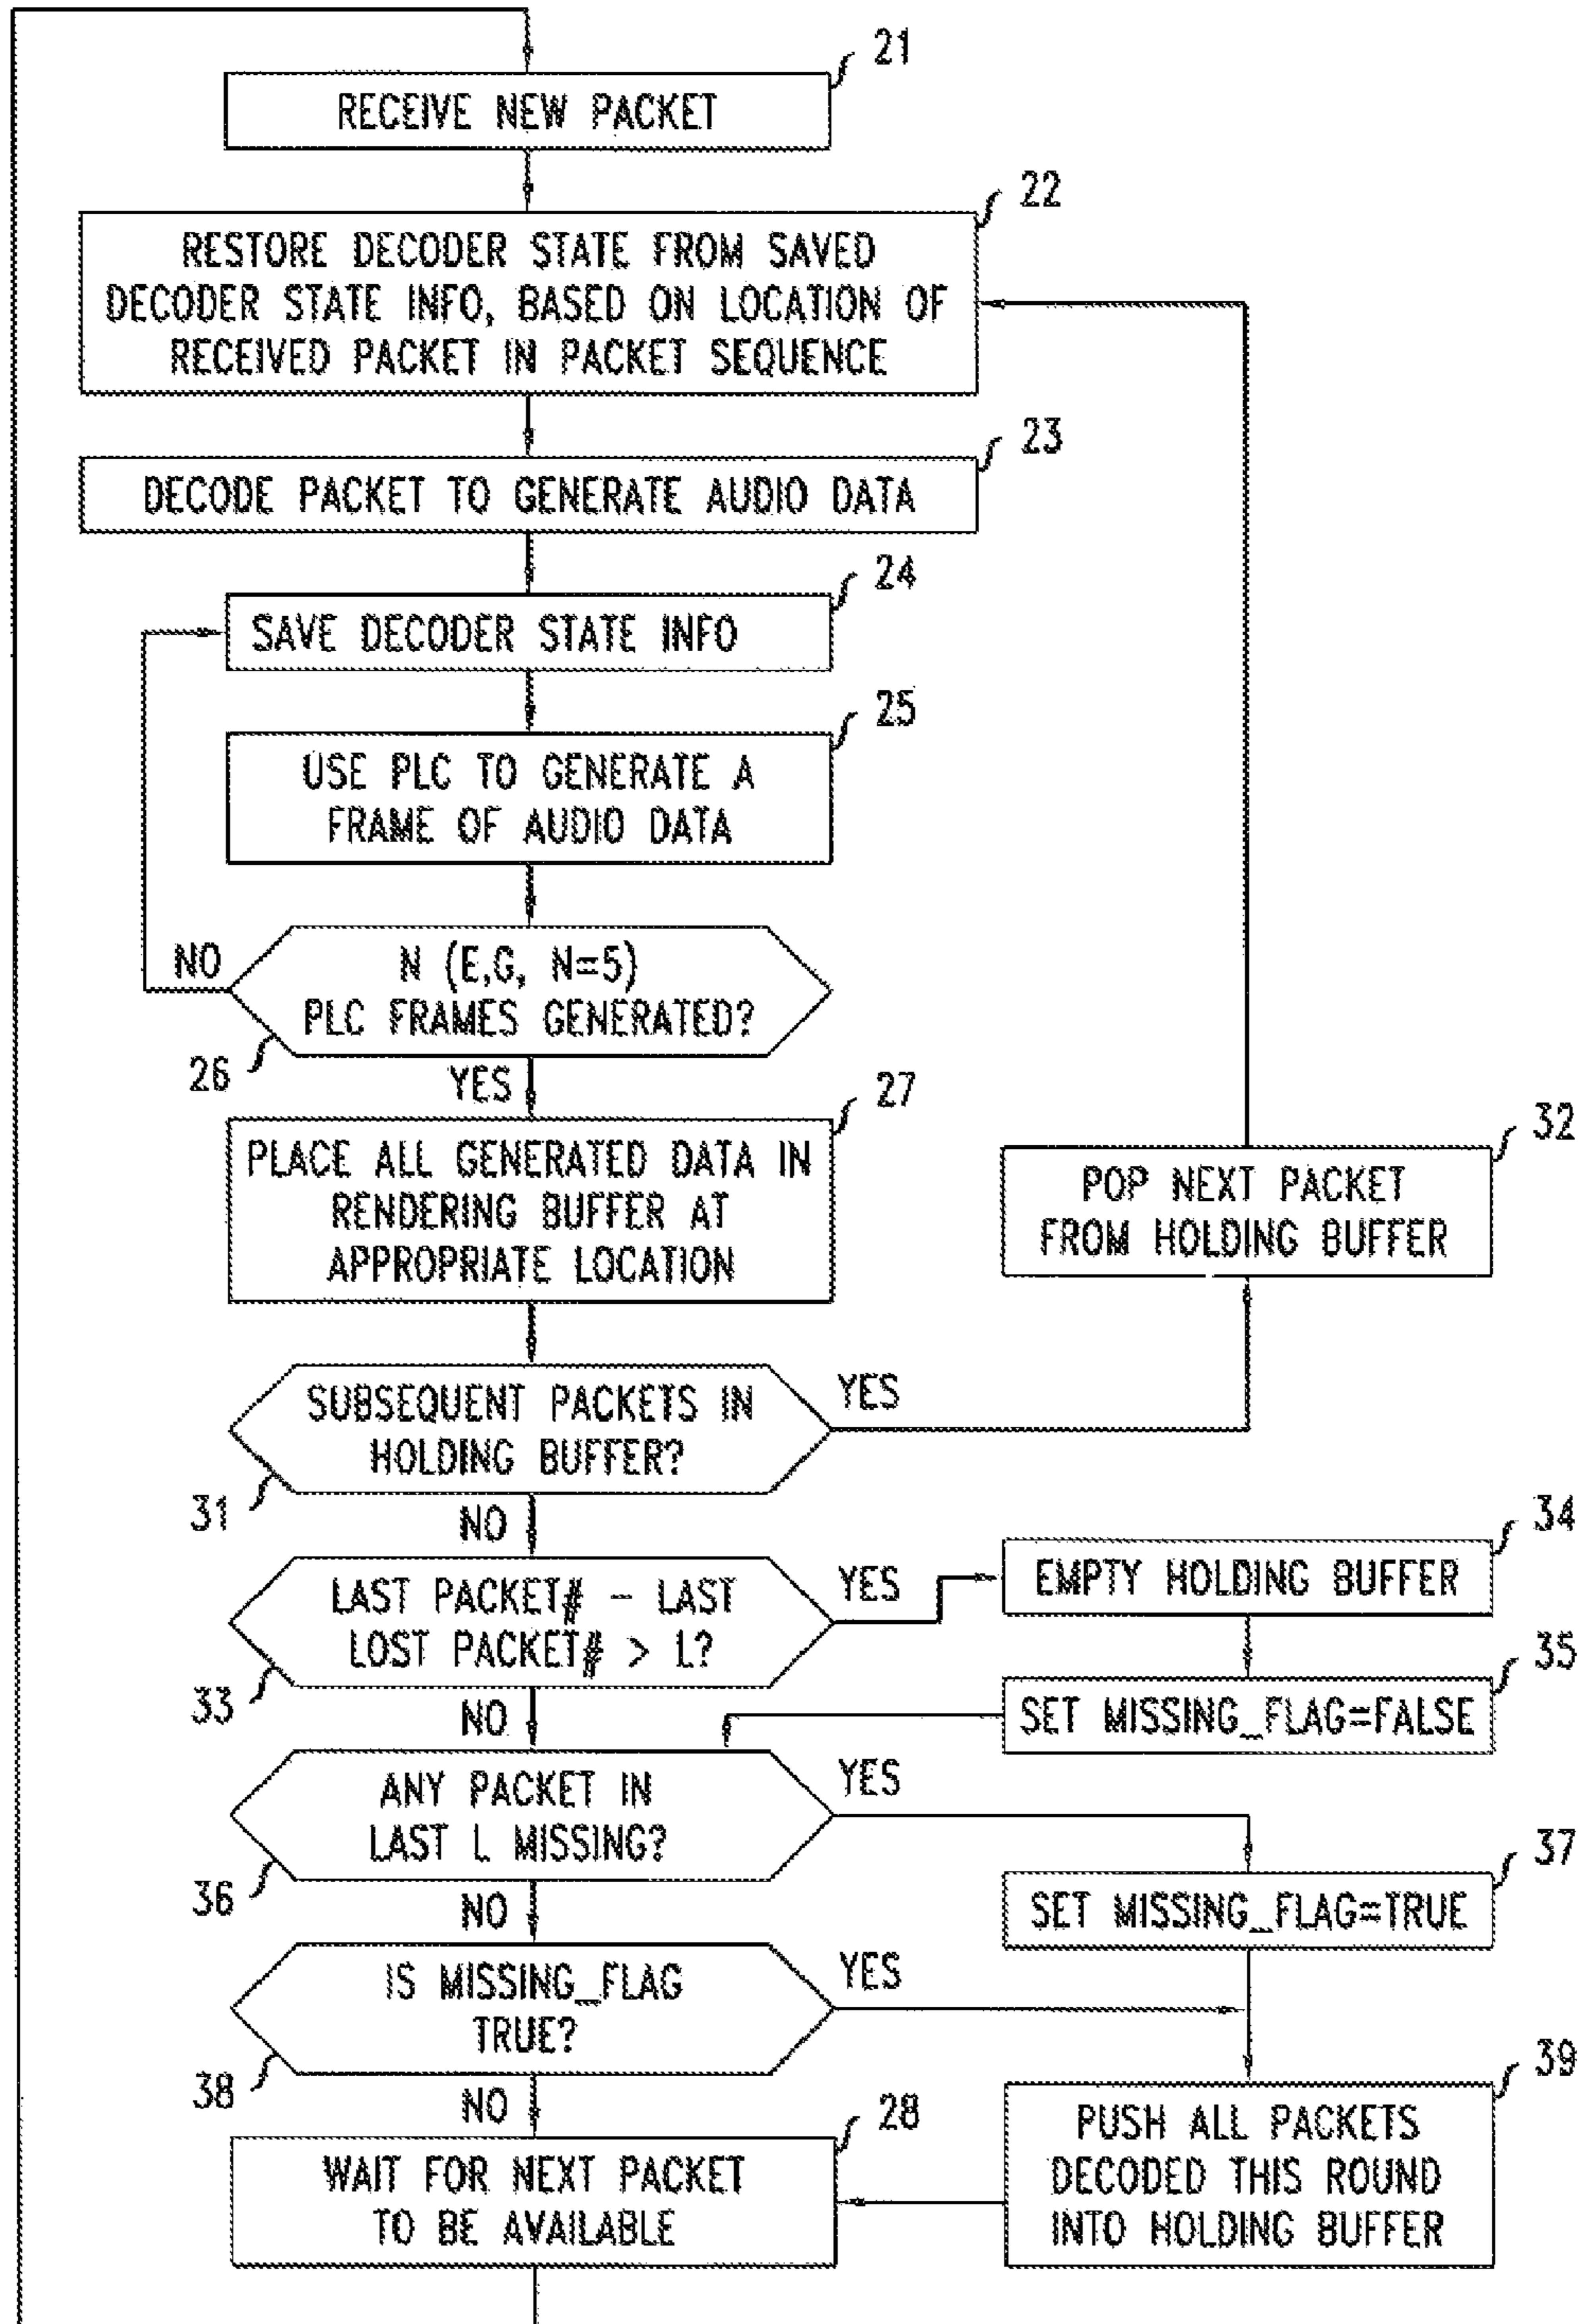 21
RECEIVE NEW PACKET
22
RESTORE DECODER STATE FROM SAVED
DECODER STATE INFO, BASED ON LOCATION OF
RECEIVED PACKET IN PACKET SEQUENCE
23
DECODE PACKET TO GENERATE AUDIO DATA
24
SAVE DECODER STATE INFO
25
USE PLC TO GENERATE A
FRAME OF AUDIO DATA
NO
N (E,G, N=5)
PLC FRAMES GENERATED?
26
YES
27
PLACE ALL GENERATED DATA IN
RENDERING BUFFER AT
APPROPRIATE LOCATION
32
POP NEXT PACKET
FROM HOLDING BUFFER
SUBSEQUENT PACKETS IN
HOLDING BUFFER?
YES
31
NO
34
EMPTY HOLDING BUFFER
LAST PACKET# - LAST
LOST PACKET# > L?
YES
33
NO
35
SET MISSING_FLAG=FALSE
ANY PACKET IN
LAST L MISSING?
YES
36
NO
37
SET MISSING_FLAG=TRUE
IS MISSING_FLAG
TRUE?
YES
38
NO
39
PUSH ALL PACKETS
DECODED THIS ROUND
INTO HOLDING BUFFER
28
WAIT FOR NEXT PACKET
TO BE AVAILABLE